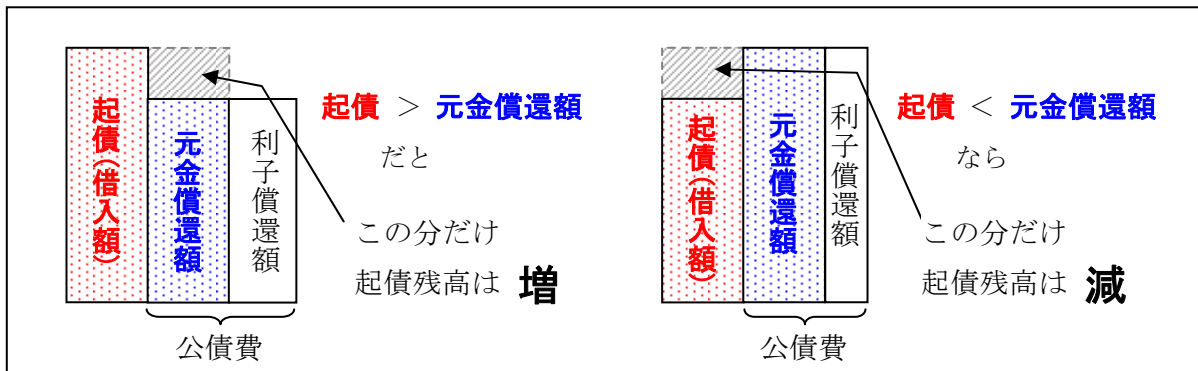 起債(借入額)
元金償還額
利子償還額
公債費
起債 > 元金償還額
だと
この分だけ
起債残高は 増
起債(借入額)
元金償還額
利子償還額
公債費
起債 < 元金償還額
なら
この分だけ
起債残高は 減